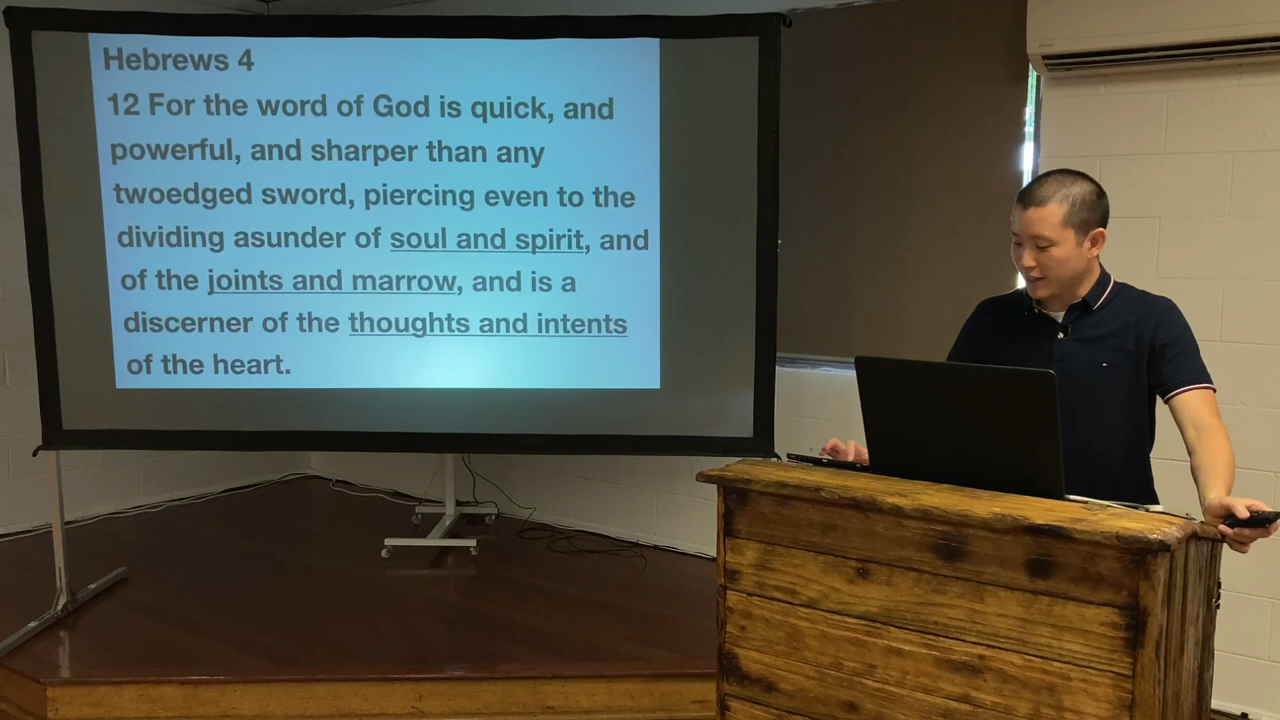 Hebrews 4
12 For the word of God is quick, and
powerful, and sharper than any
twoedged sword, piercing even to the
dividing asunder of soul and spirit, and
of the joints and marrow, and is a
discerner of the thoughts and intents
of the heart.